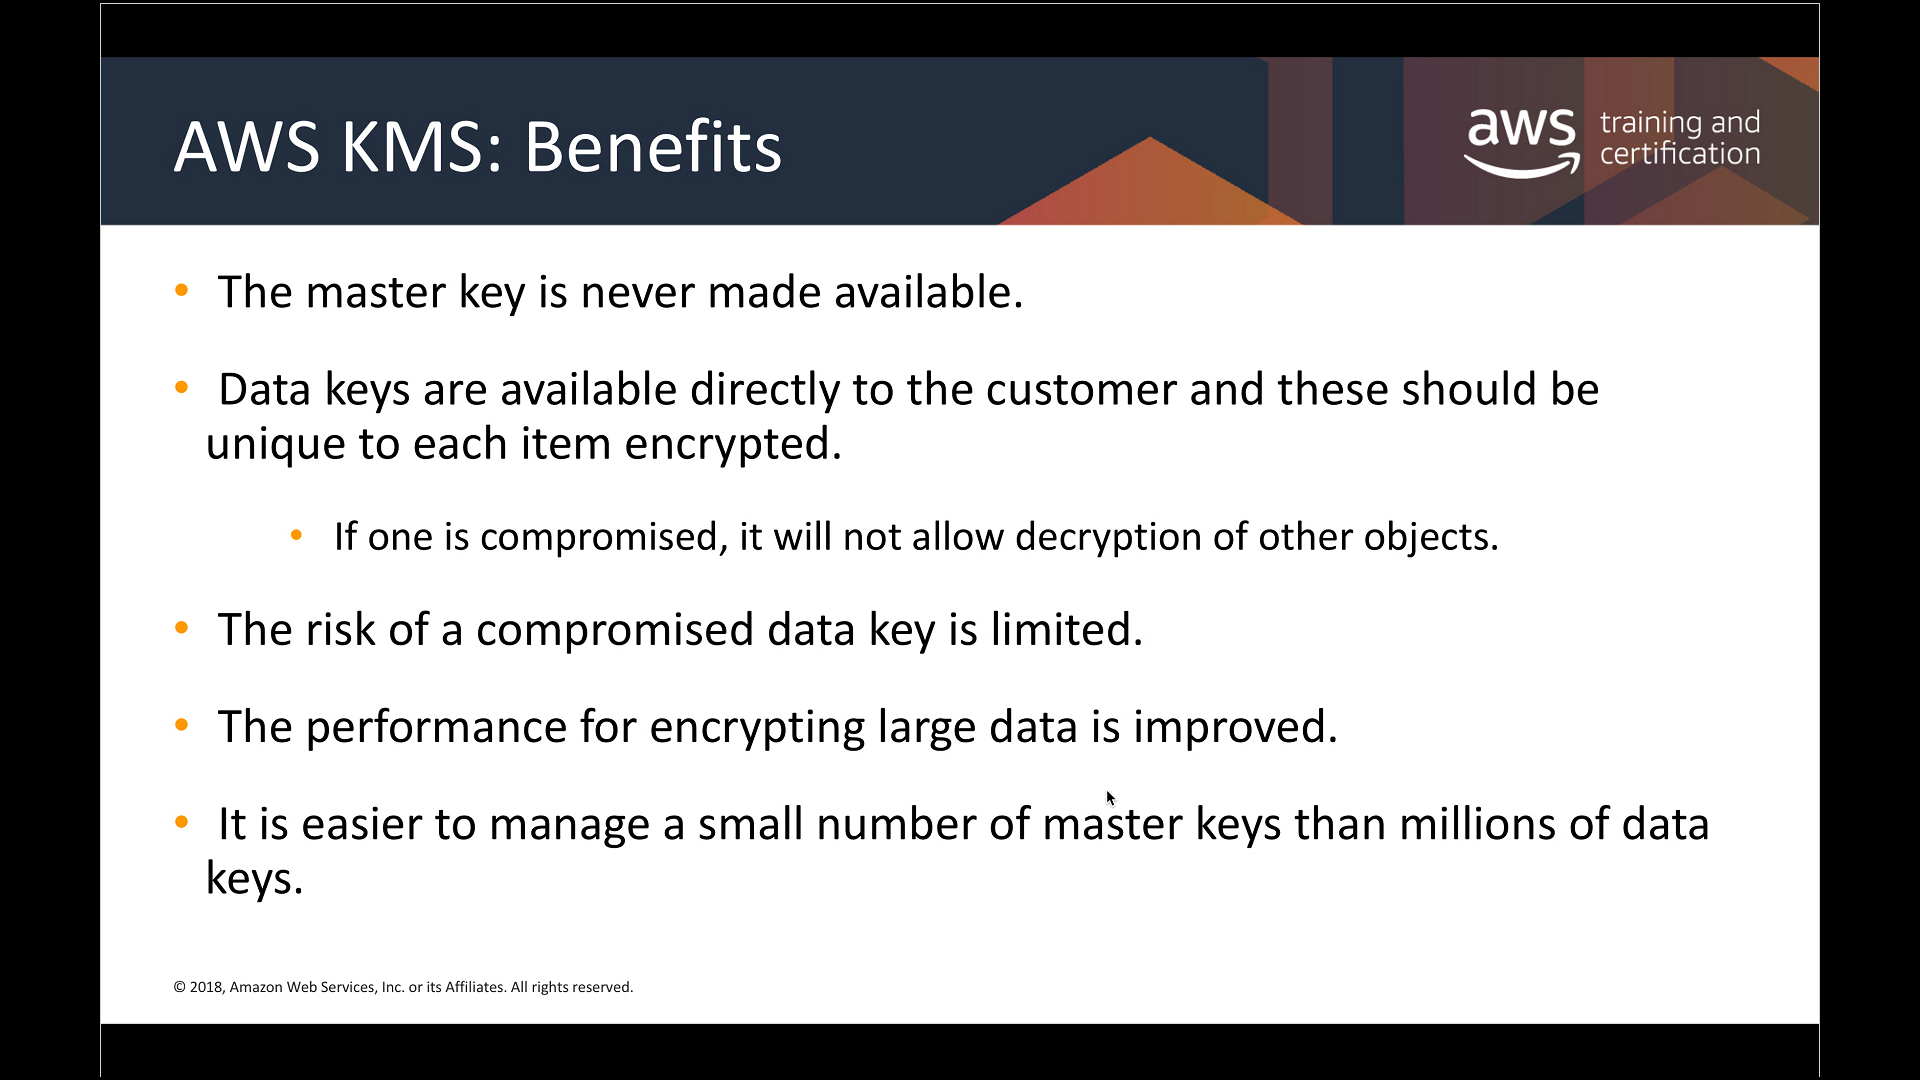 AWS KMS: Benefits
aws training and
certification
• The master key is never made available.
• Data keys are available directly to the customer and these should be
unique to each item encrypted.
• If one is compromised, it will not allow decryption of other objects.
• The risk of a compromised data key is limited.
• The performance for encrypting large data is improved.
• It is easier to manage a small number of master keys than millions of data
keys.
© 2018, Amazon Web Services, Inc. or its Affiliates. All rights reserved.